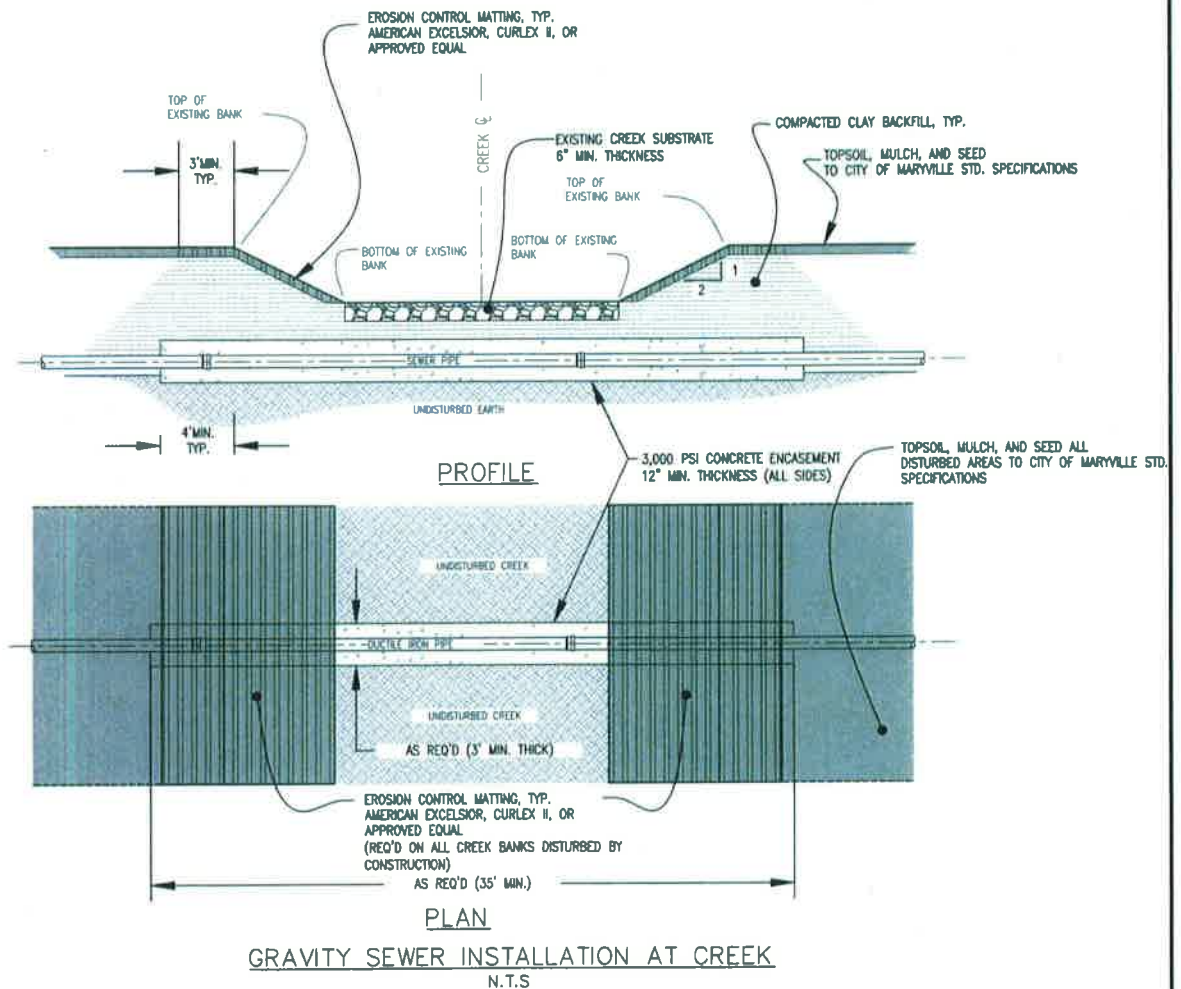 EROSION CONTROL MATTING, TYP.
AMERICAN EXCELSIOR, CURLEX II, OR
APPROVED EQUAL
TOP OF
EXISTING BANK
CREEK ℄
COMPACTED CLAY BACKFILL, TYP.
EXISTING CREEK SUBSTRATE
6" MIN. THICKNESS
3'MIN.
TYP.
TOPSOIL, MULCH, AND SEED
TO CITY OF MARYVILLE STD. SPECIFICATIONS
TOP OF
EXISTING BANK
BOTTOM OF EXISTING
BANK
BOTTOM OF EXISTING
BANK
1
2
SEWER PIPE
UNDISTURBED EARTH
4'MIN.
TYP.
PROFILE
3,000 PSI CONCRETE ENCASEMENT
12" MIN. THICKNESS (ALL SIDES)
TOPSOIL, MULCH, AND SEED ALL
DISTURBED AREAS TO CITY OF MARYVILLE STD.
SPECIFICATIONS
UNDISTURBED CREEK
DUCTILE IRON PIPE
UNDISTURBED CREEK
AS REQ'D (3' MIN. THICK)
EROSION CONTROL MATTING, TYP.
AMERICAN EXCELSIOR, CURLEX II, OR
APPROVED EQUAL
(REQ'D ON ALL CREEK BANKS DISTURBED BY
CONSTRUCTION)
AS REQ'D (35' MIN.)
PLAN
GRAVITY SEWER INSTALLATION AT CREEK
N.T.S